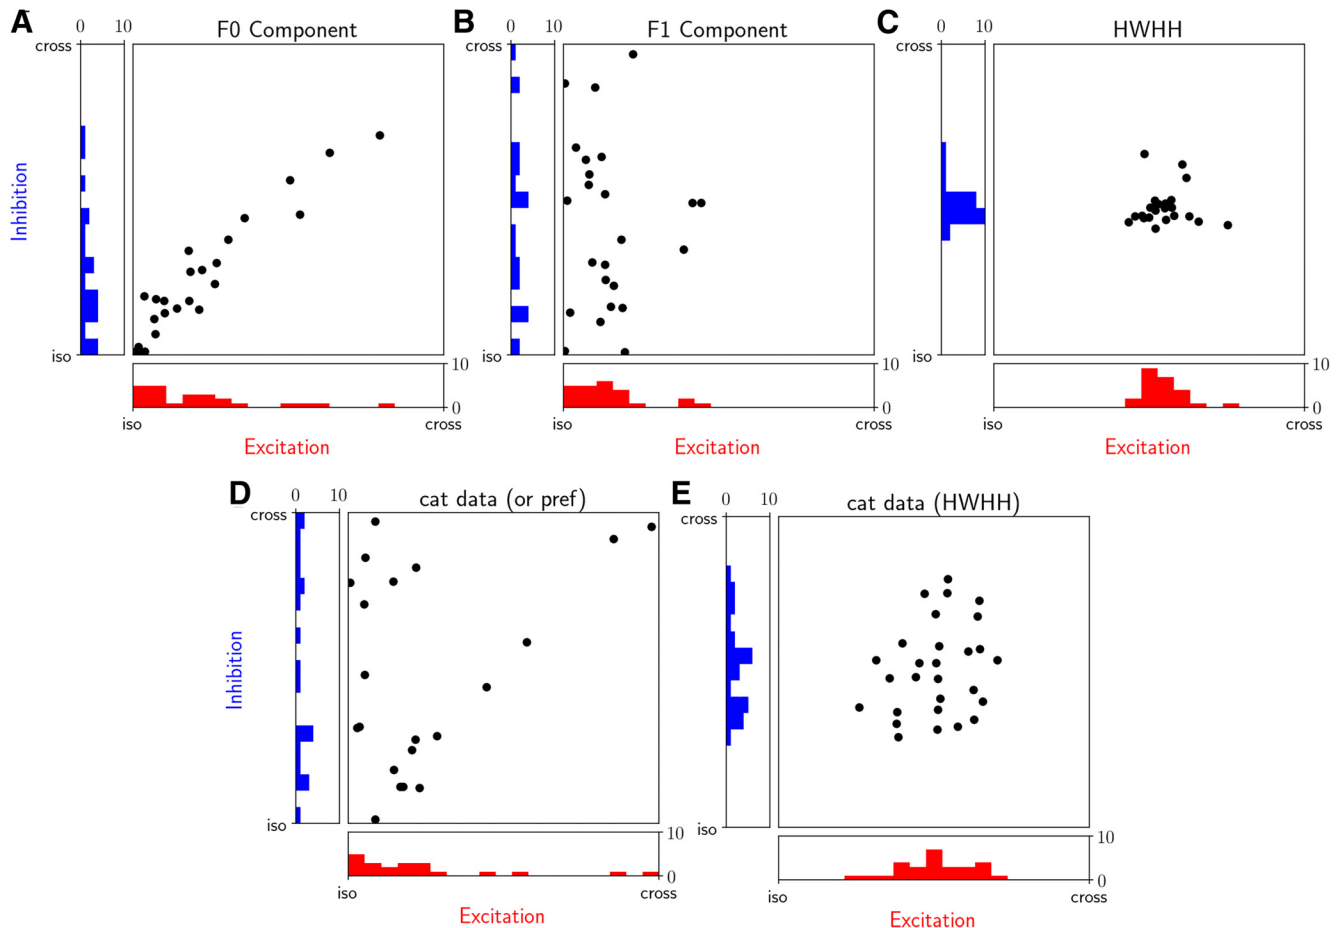 A
0 10
F0 Component
cross
Inhibition
iso
10
0
iso
cross
Excitation
B
0 10
F1 Component
cross
iso
10
0
iso
cross
Excitation
C
0 10
HWHH
cross
iso
10
0
iso
cross
Excitation
D
0 10
cat data (or pref)
cross
Inhibition
iso
10
0
iso
cross
Excitation
E
0 10
cat data (HWHH)
cross
iso
10
0
iso
cross
Excitation